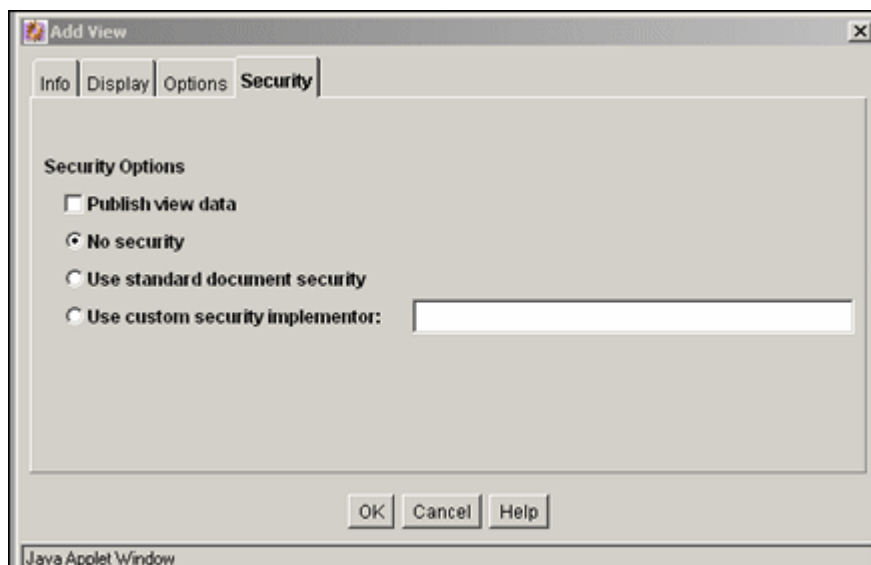 Add View
Info Display Options Security
Security Options
Publish view data
No security
Use standard document security
Use custom security implementor:
OK Cancel Help
Java Applet Window